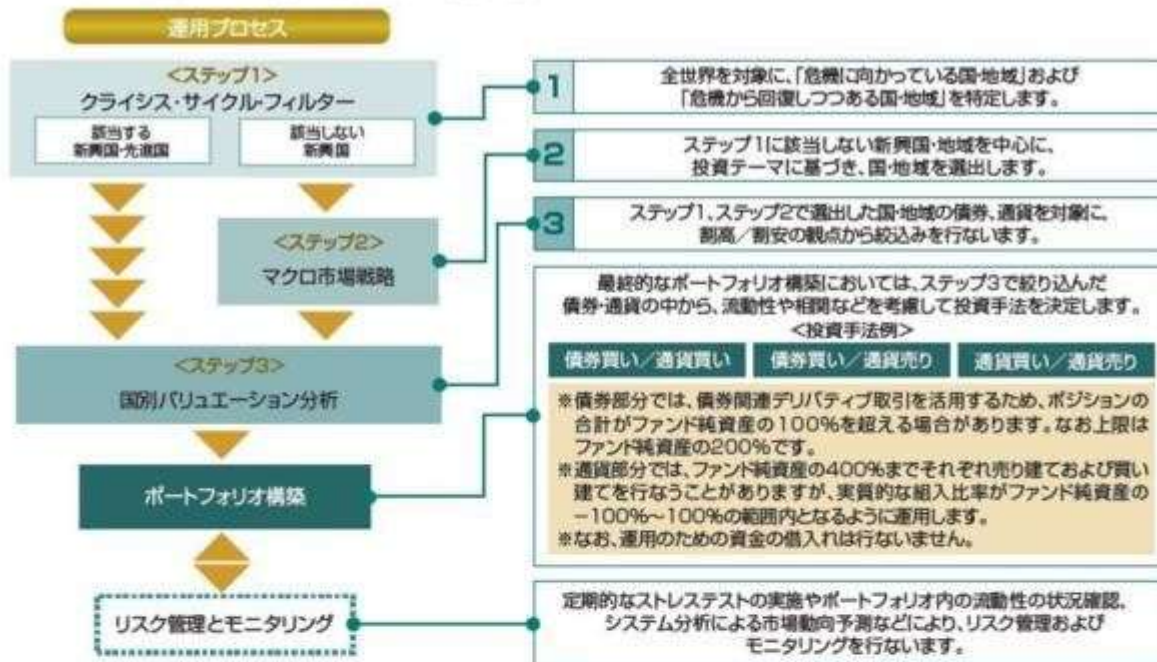 運用プロセス
<ステップ1>
クライシス・サイクル・フィルター
該当する
新興国・先進国
該当しない
新興国
<ステップ2>
マクロ市場戦略
<ステップ3>
国別バリュエーション分析
ポートフォリオ構築
リスク管理とモニタリング
1
全世界を対象に、「危機に向かっている国・地域」および
「危機から回復しつつある国・地域」を特定します。
2
ステップ1に該当しない新興国・地域を中心に、
投資テーマに基づき、国・地域を選出します。
3
ステップ1、ステップ2で選出した国・地域の債券、通貨を対象に、
割高／割安の観点から絞込みを行ないます。
最終的なポートフォリオ構築においては、ステップ3で絞り込んだ
債券・通貨の中から、流動性や相関などを考慮して投資手法を決定します。
<投資手法例>
債券買い／通貨買い
債券買い／通貨売り
通貨買い／通貨売り
※債券部分では、債券関連デリバティブ取引を活用するため、ポジションの
合計がファンド純資産の100%を超える場合があります。なお上限は
ファンド純資産の200%です。
※通貨部分では、ファンド純資産の400%までそれぞれ売り建ておよび買い
建てを行なうことがありますが、実質的な組入比率がファンド純資産の
−100%～100%の範囲内となるように運用します。
※なお、運用のための資金の借入れは行ないません。
定期的なストレステストの実施やポートフォリオ内の流動性の状況確認、
システム分析による市場動向予測などにより、リスク管理および
モニタリングを行ないます。